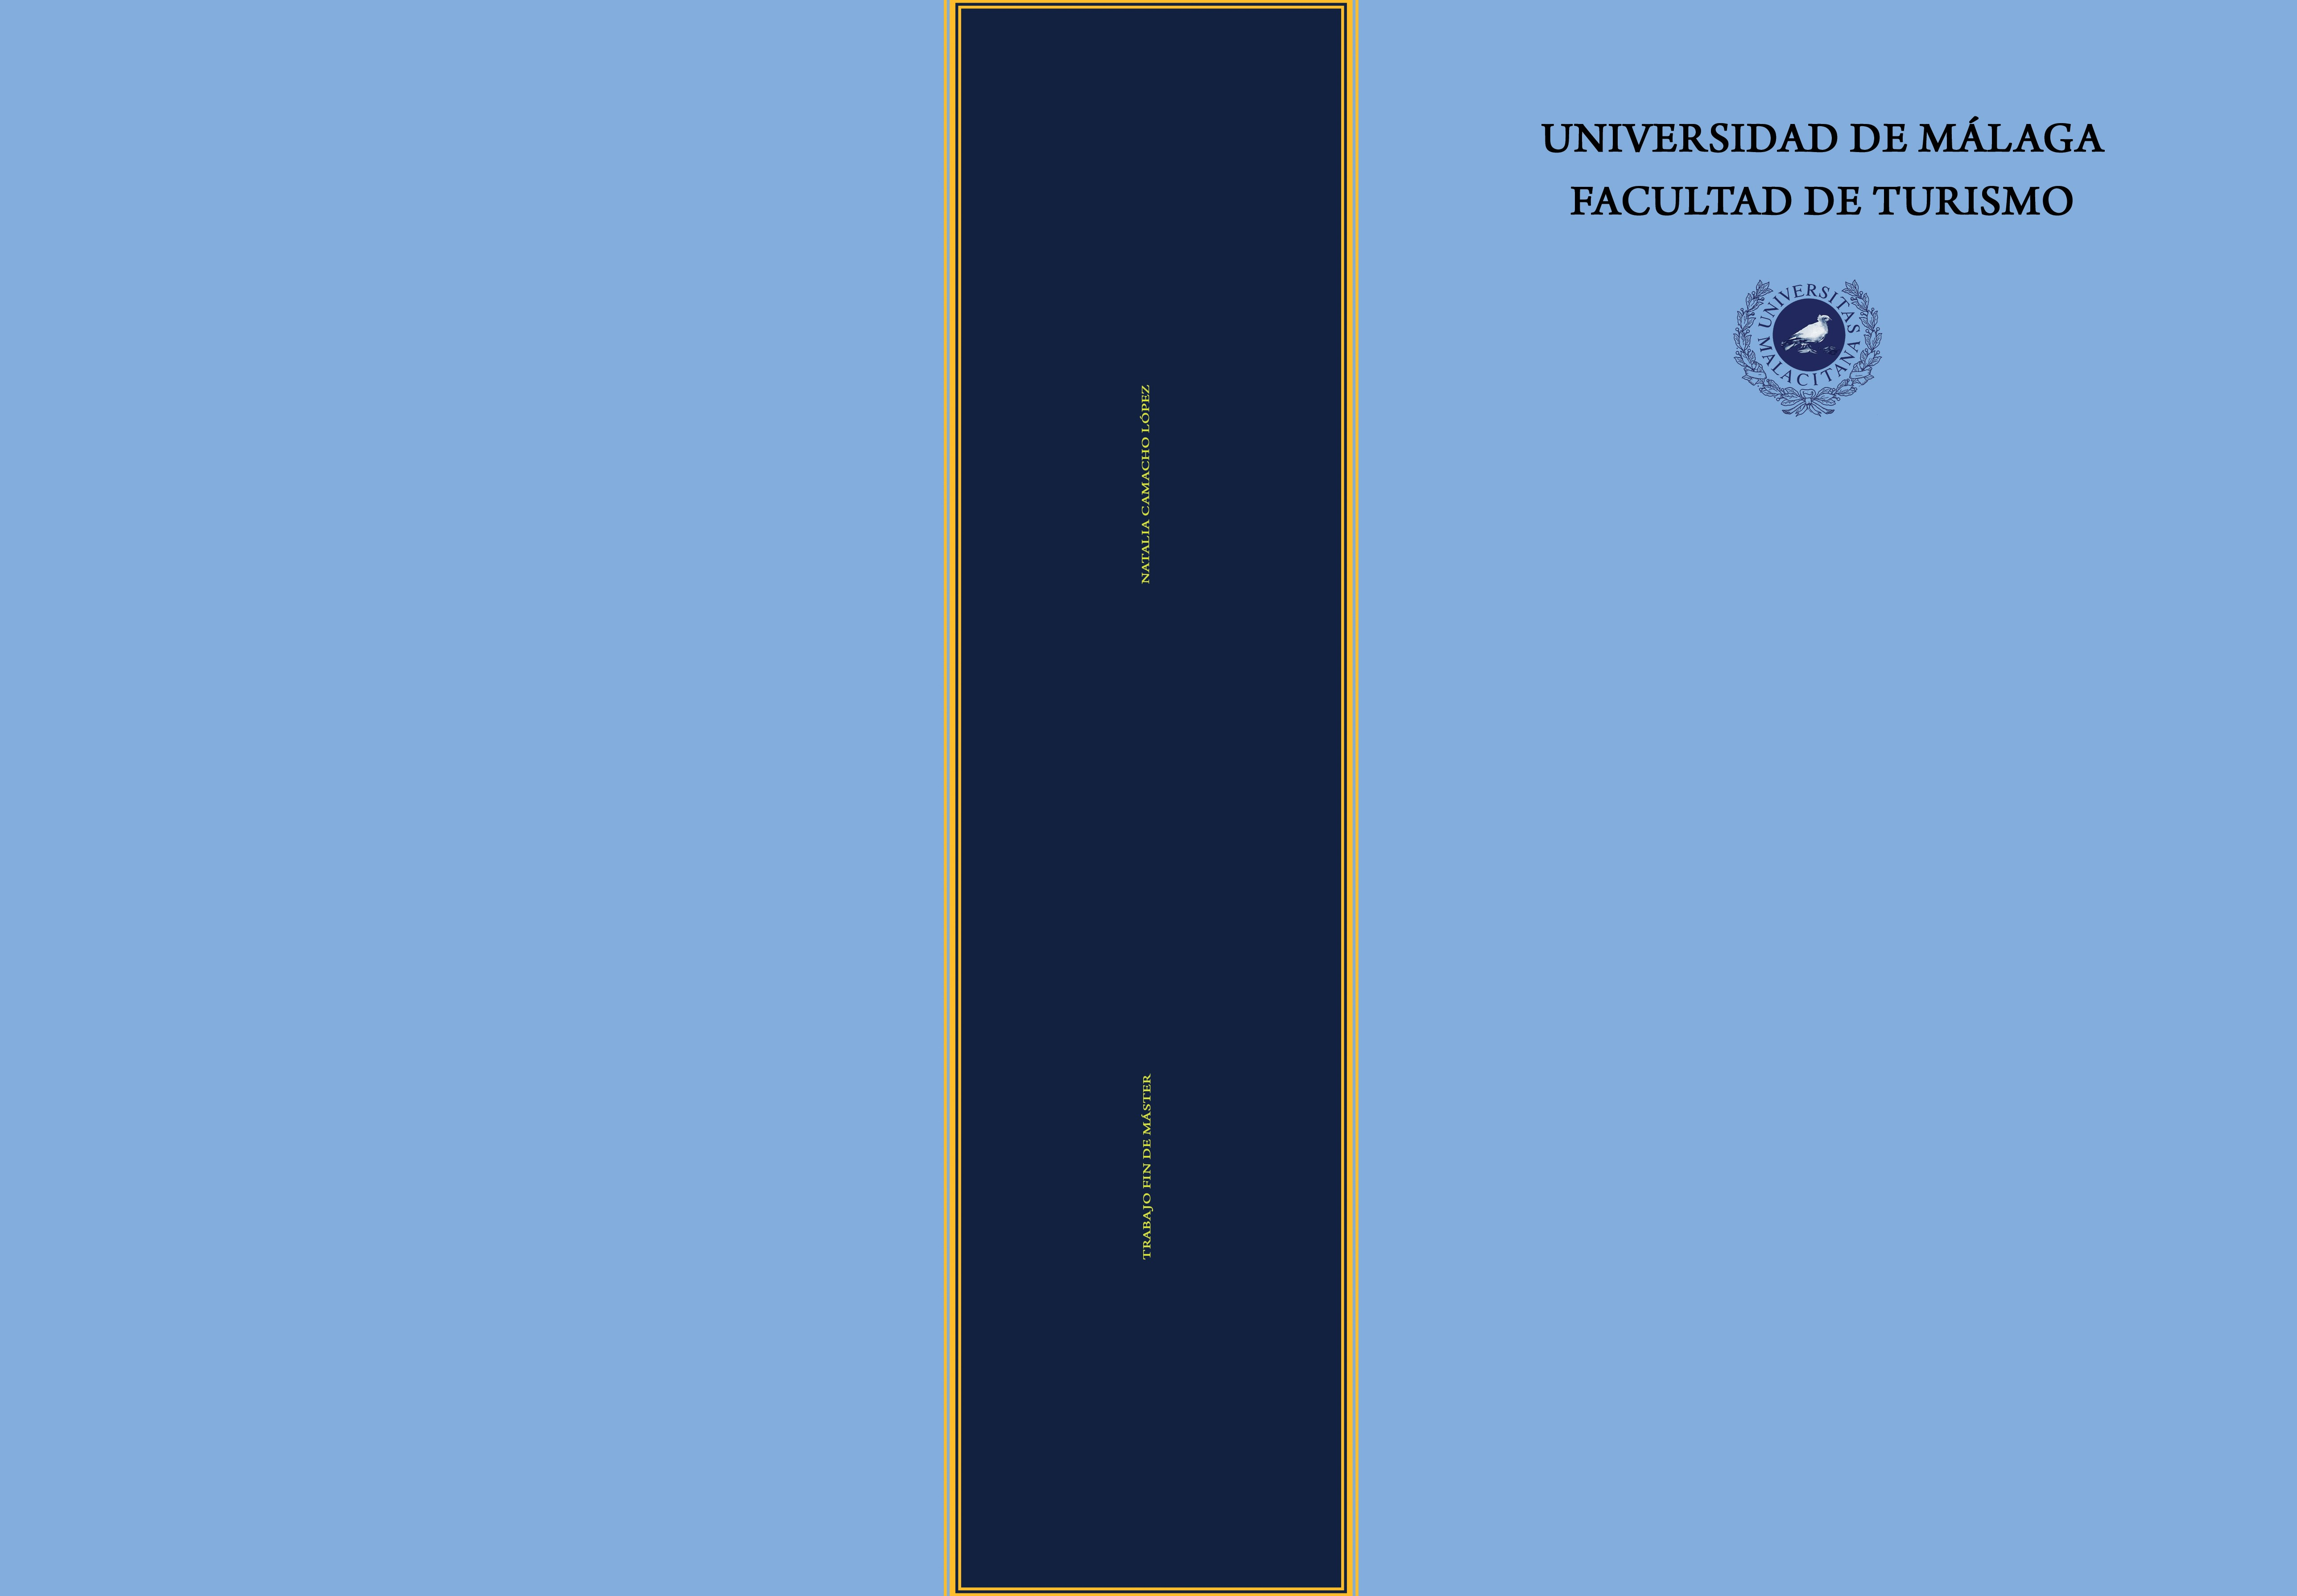 NATALIA CAMACHO LÓPEZ
TRABAJO FIN DE MÁSTER
UNIVERSIDAD DE MÁLAGA
FACULTAD DE TURISMO
UNIVERSITAS
MALACITANA